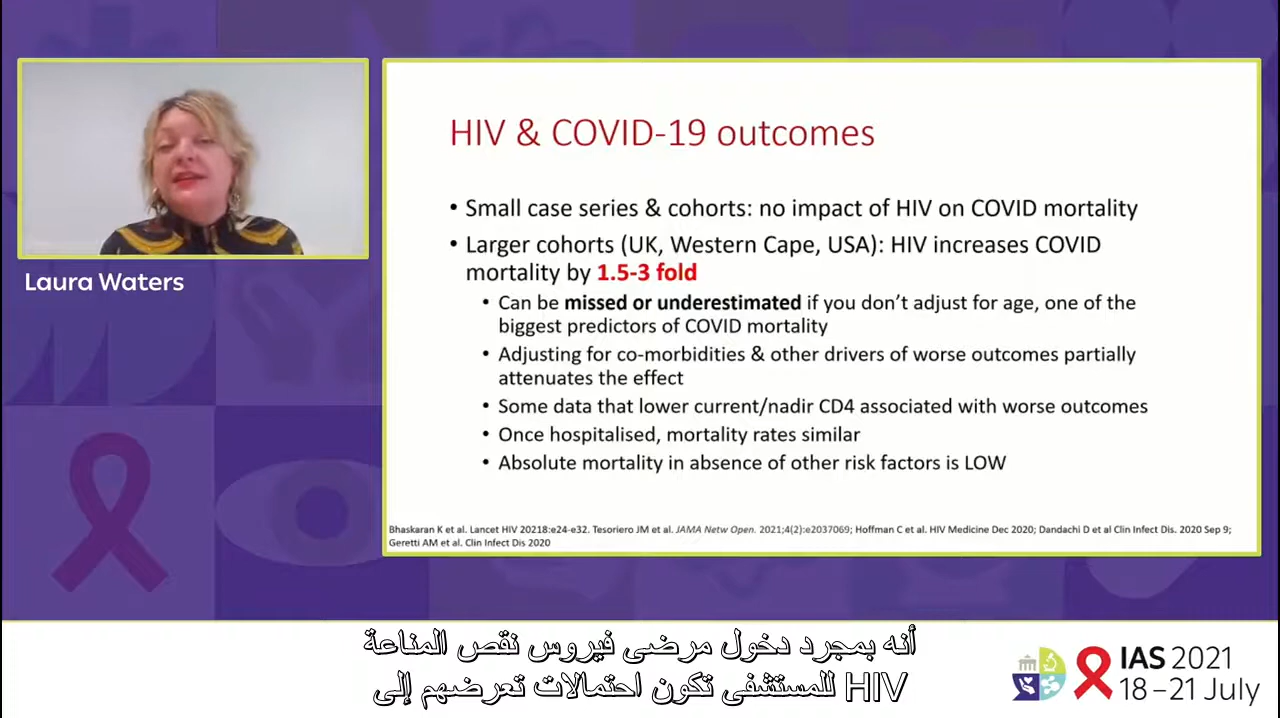 Laura Waters
HIV & COVID-19 outcomes
• Small case series & cohorts: no impact of HIV on COVID mortality
• Larger cohorts (UK, Western Cape, USA): HIV increases COVID
mortality by 1.5-3 fold
• Can be missed or underestimated if you don't adjust for age, one of the
biggest predictors of COVID mortality
• Adjusting for co-morbidities & other drivers of worse outcomes partially
attenuates the effect
• Some data that lower current/nadir CD4 associated with worse outcomes
• Once hospitalised, mortality rates similar
• Absolute mortality in absence of other risk factors is LOW
Bhaskaran K et al. Lancet HIV 20218:e24-e32. Tesoriero JM et al. JAMA Netw Open. 2021;4(2):e2037069; Hoffman C et al. HIV Medicine Dec 2020; Dandachi D et al Clin Infect Dis. 2020 Sep 9;
Geretti AM et al. Clin Infect Dis 2020
أنه بمجرد دخول مرضى فيروس نقص المناعة
HIV للمستشفى تكون احتمالات تعرضهم إلى
IAS 2021
18–21 July